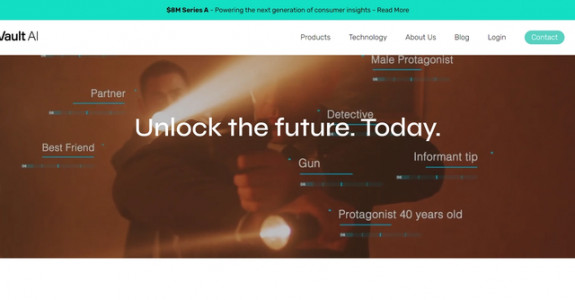 $8M Series A - Powering the next generation of consumer insights - Read More
Vault AI
Products Technology About Us Blog Login Contact
Male Protagonist
Partner
Detective
Unlock the future. Today.
Best Friend
Gun
Informant tip
Protagonist 40 years old